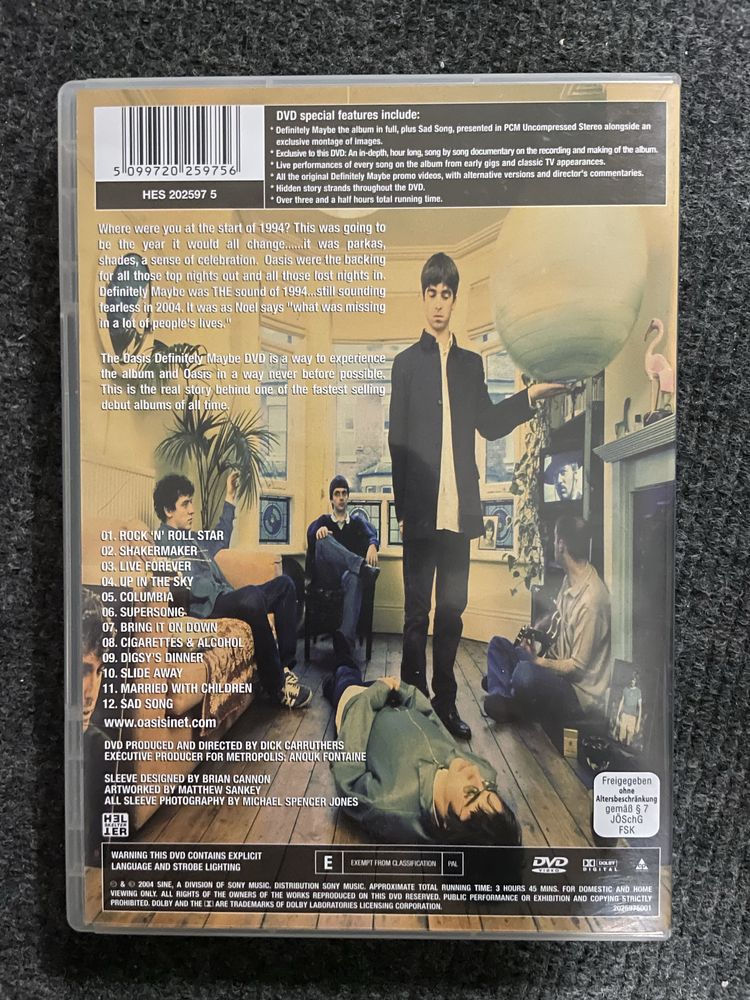 5 099720 259756
HES 202597 5
DVD special features include:
* Definitely Maybe the album in full, plus Sad Song, presented in PCM Uncompressed Stereo alongside an
exclusive montage of images.
* Exclusive to this DVD: An in-depth, hour long, song by song documentary on the recording and making of the album.
* Live performances of every song on the album from early gigs and classic TV appearances.
* All the original Definitely Maybe promo videos, with alternative versions and director's commentaries.
* Hidden story strands throughout the DVD.
* Over three and a half hours total running time.
Where were you at the start of 1994? This was going to
be the year it would all change......it was parkas,
shades, a sense of celebration. Oasis were the backing
for all those top nights out and all those lost nights in.
Definitely Maybe was THE sound of 1994...still sounding
fearless in 2004. It was as Noel says "what was missing
in a lot of people's lives."
The Oasis Definitely Maybe DVD is a way to experience
the album and Oasis in a way never before possible.
This is the real story behind one of the fastest selling
debut albums of all time.
01. ROCK 'N' ROLL STAR
02. SHAKERMAKER
03. LIVE FOREVER
04. UP IN THE SKY
05. COLUMBIA
06. SUPERSONIC
07. BRING IT ON DOWN
08. CIGARETTES & ALCOHOL
09. DIGSY'S DINNER
10. SLIDE AWAY
11. MARRIED WITH CHILDREN
12. SAD SONG
www.oasisinet.com
DVD PRODUCED AND DIRECTED BY DICK CARRUTHERS
EXECUTIVE PRODUCER FOR METROPOLIS: ANOUK FONTAINE
SLEEVE DESIGNED BY BRIAN CANNON
ARTWORKED BY MATTHEW SANKEY
ALL SLEEVE PHOTOGRAPHY BY MICHAEL SPENCER JONES
HEL
SKELTER
TER
Freigegeben
ohne
Altersbeschränkung
gemäß § 7
JÖSchG
FSK
WARNING THIS DVD CONTAINS EXPLICIT
LANGUAGE AND STROBE LIGHTING
E EXEMPT FROM CLASSIFICATION PAL
DVD VIDEO
DOLBY DIGITAL
℗ & © 2004 SINE, A DIVISION OF SONY MUSIC. DISTRIBUTION SONY MUSIC. APPROXIMATE TOTAL RUNNING TIME: 3 HOURS 45 MINS. FOR DOMESTIC AND HOME
VIEWING ONLY. ALL RIGHTS OF THE OWNERS OF THE WORKS REPRODUCED ON THIS DVD RESERVED. PUBLIC PERFORMANCE OR EXHIBITION AND COPYING STRICTLY
PROHIBITED. DOLBY AND THE DD ARE TRADEMARKS OF DOLBY LABORATORIES LICENSING CORPORATION.
2025975001